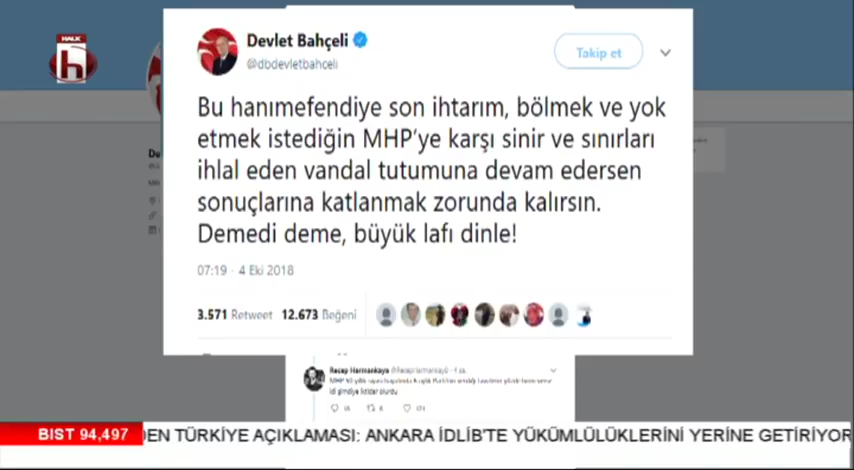 HALK
Devlet Bahçeli
@dbdevletbahceli
Takip et
Bu hanımefendiye son ihtarım, bölmek ve yok
etmek istediğin MHP'ye karşı sinir ve sınırları
ihlal eden vandal tutumuna devam edersen
sonuçlarına katlanmak zorunda kalırsın.
Demedi deme, büyük lafı dinle!
07:19 · 4 Eki 2018
3.571 Retweet 12.673 Beğeni
Recep Harmankaya
BIST 94,497
DEN TÜRKİYE AÇIKLAMASI: ANKARA İDLİB'TE YÜKÜMLÜLÜKLERİNİ YERİNE GETİRİYOR